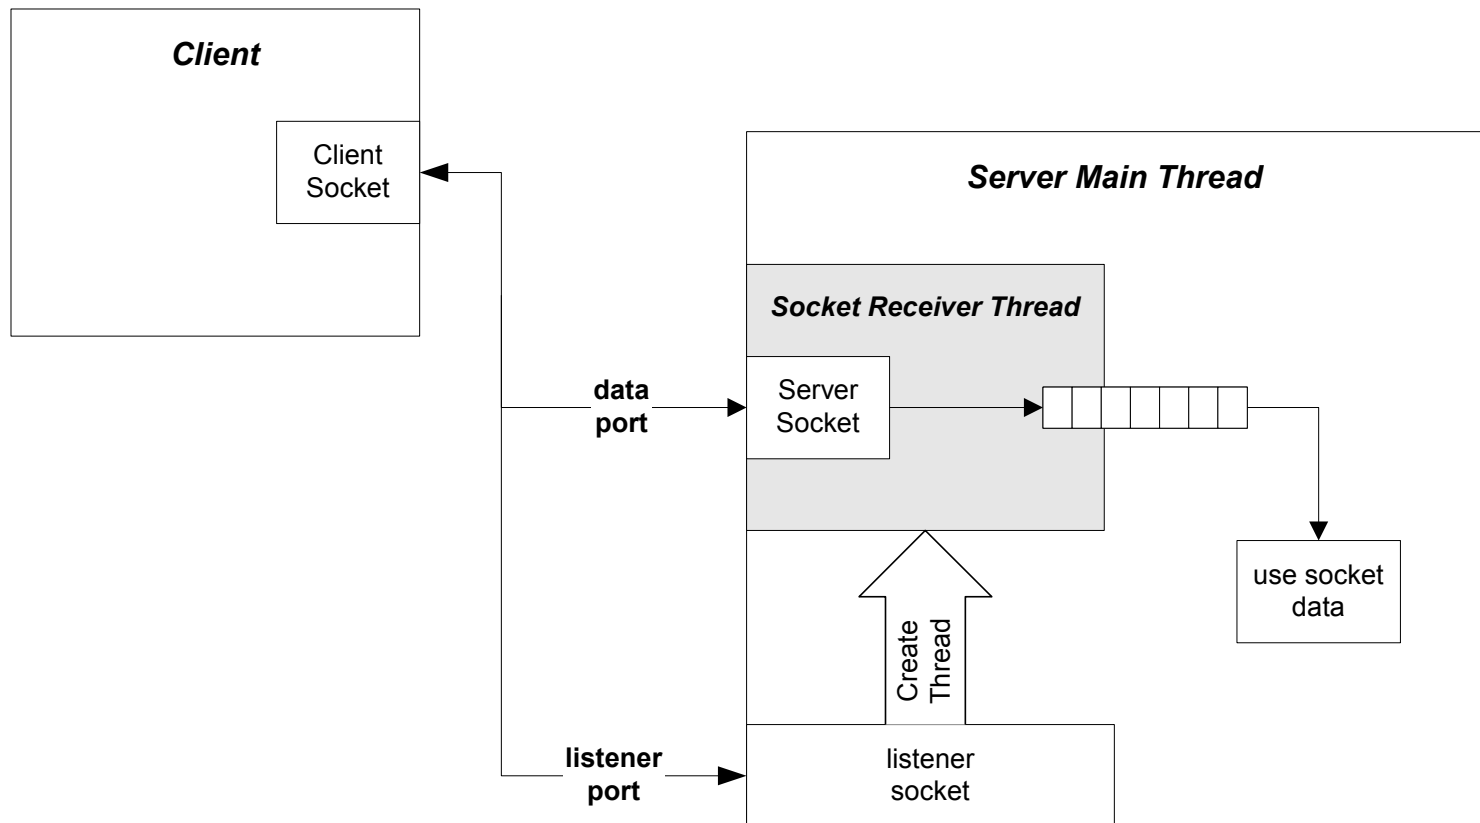 Client
Client
Socket
Server Main Thread
Socket Receiver Thread
data
port
Server
Socket
use socket
data
Create
Thread
listener
port
listener
socket